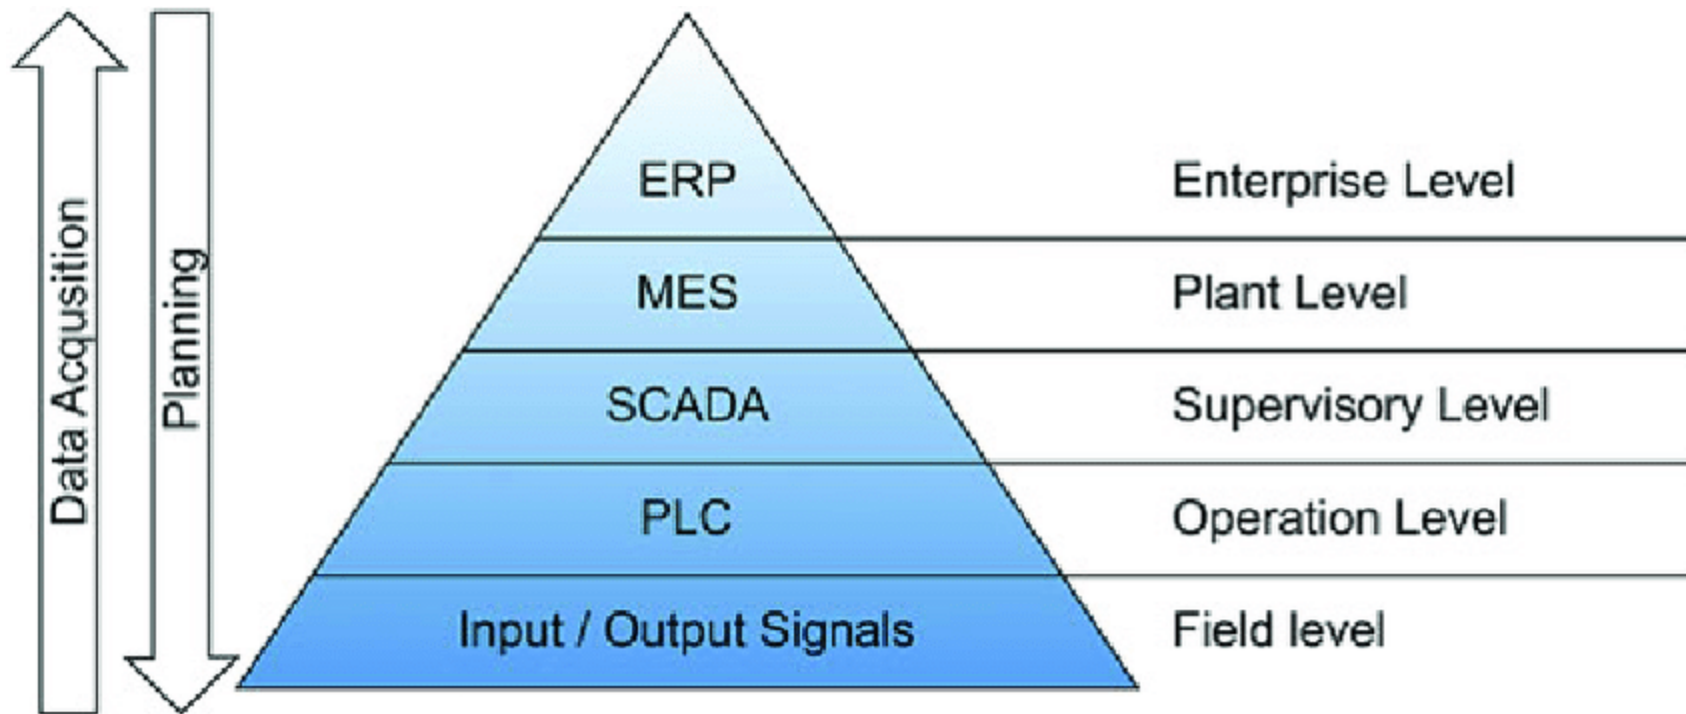 Data Acqusition
Planning
ERP
Enterprise Level
MES
Plant Level
SCADA
Supervisory Level
PLC
Operation Level
Input / Output Signals
Field level